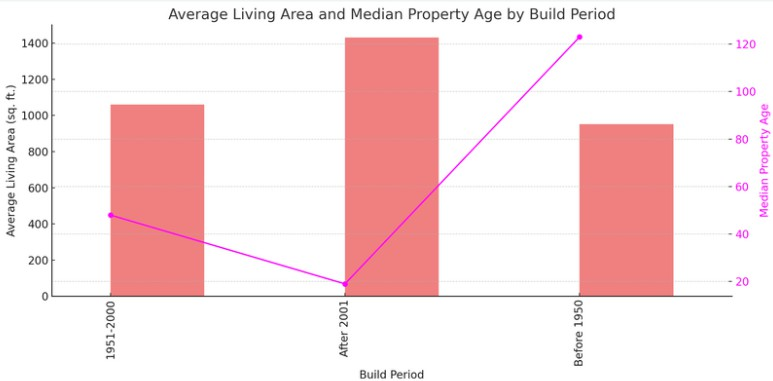 Average Living Area and Median Property Age by Build Period
Average Living Area (sq. ft.)
1400
1200
1000
800
600
400
200
0
120
100
80
60
40
20
Median Property Age
1951-2000
After 2001
Before 1950
Build Period